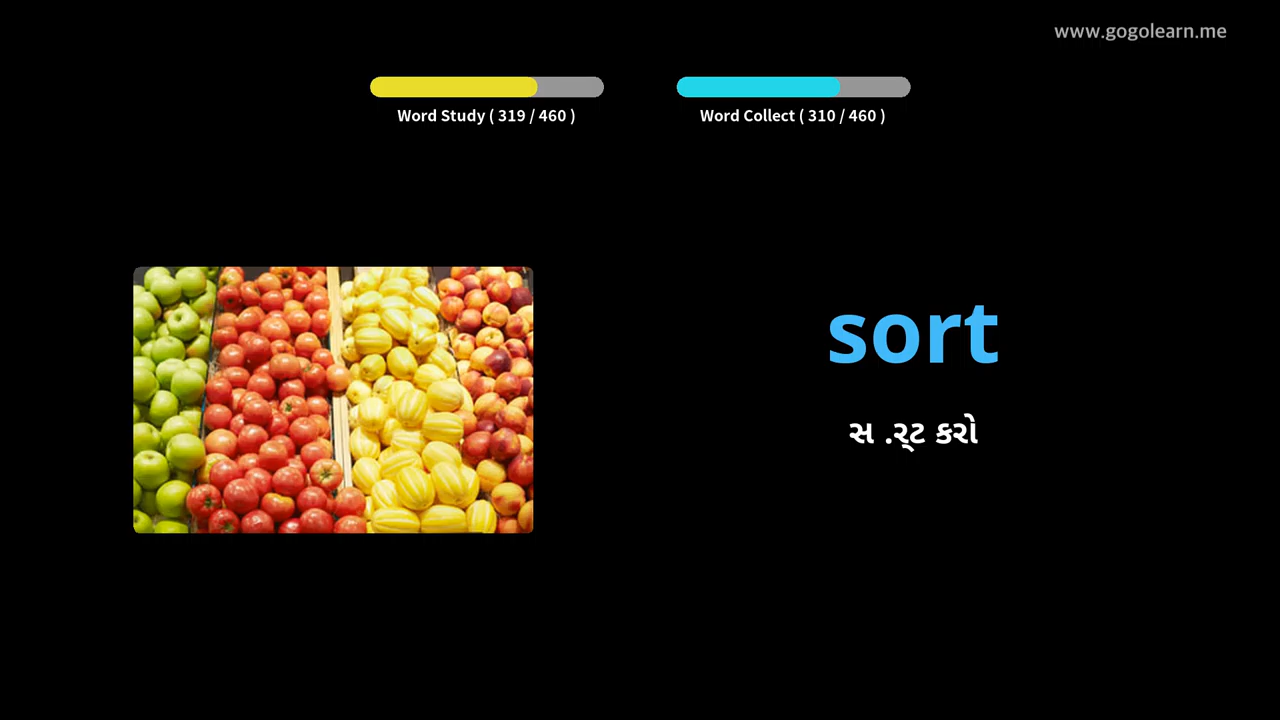 www.gogolearn.me
Word Study ( 319 / 460 )
Word Collect ( 310 / 460 )
sort
સ .ર્ટ કરો